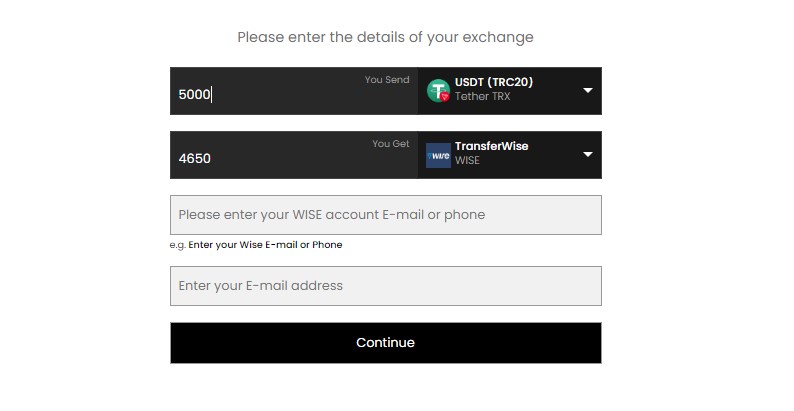 Please enter the details of your exchange
You Send
5000
USDT (TRC20)
Tether TRX
You Get
4650
wise
TransferWise
WISE
Please enter your WISE account E-mail or phone
e.g. Enter your Wise E-mail or Phone
Enter your E-mail address
Continue